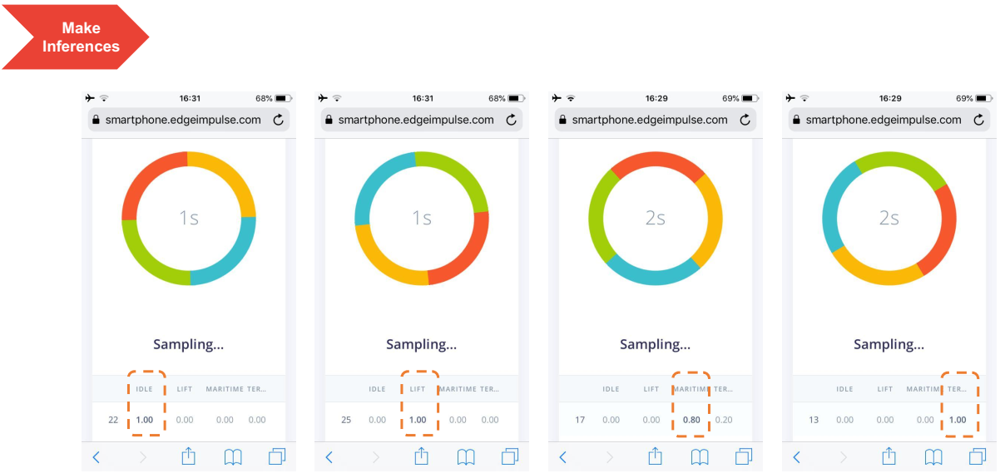 Make
Inferences
16:31 68%
smartphone.edgeimpulse.com
1s
Sampling...
IDLE LIFT MARITIME TER...
22 1.00 0.00 0.00 0.00
16:31 68%
smartphone.edgeimpulse.com
1s
Sampling...
IDLE LIFT MARITIME TER...
25 0.00 1.00 0.00 0.00
16:29 69%
smartphone.edgeimpulse.com
2s
Sampling...
IDLE LIFT MARITIME TER...
17 0.00 0.00 0.80 0.20
16:29 69%
smartphone.edgeimpulse.com
2s
Sampling...
IDLE LIFT MARITIM TER...
13 0.00 0.00 0.00 1.00